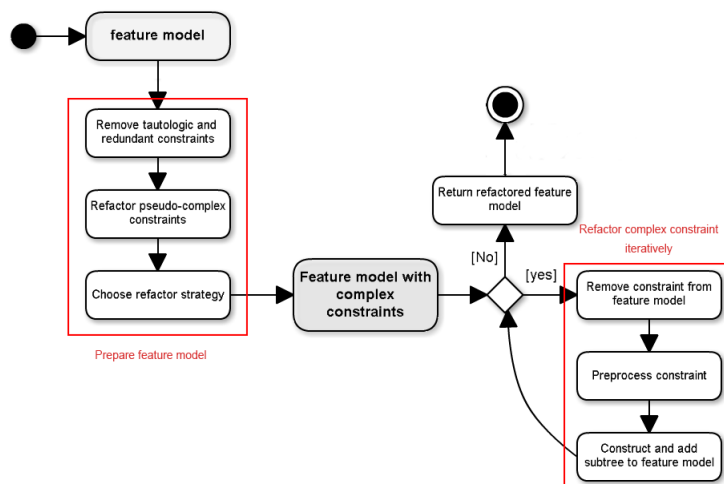 feature model
Remove tautologic and
redundant constraints
Refactor pseudo-complex
constraints
Choose refactor strategy
Prepare feature model
Feature model with
complex
constraints
Return refactored feature
model
[No]
[yes]
Refactor complex constraint
iteratively
Remove constraint from
feature model
Preprocess constraint
Construct and add
subtree to feature model